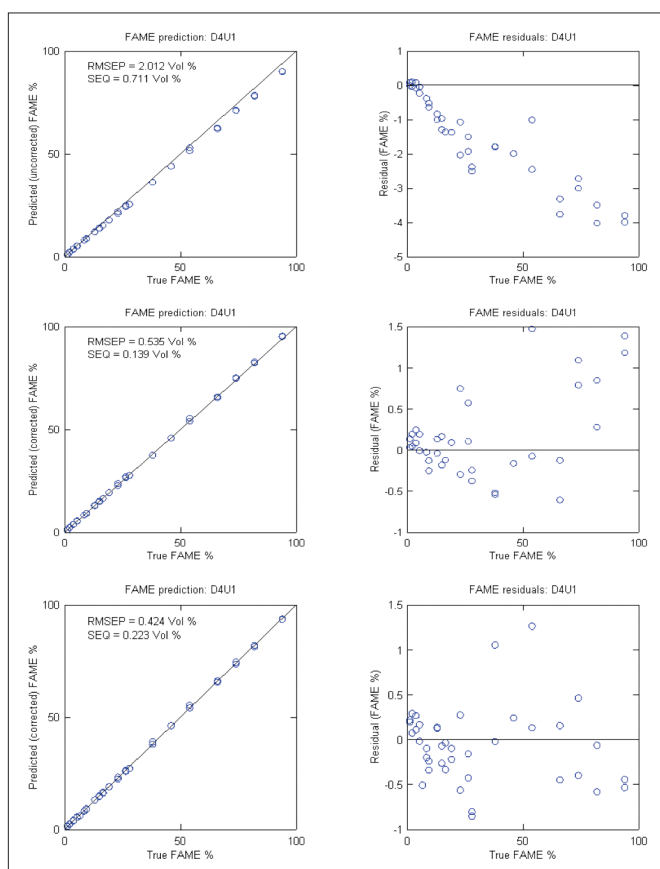 FAME prediction: D4U1
RMSEP = 2.012 Vol %
SEQ = 0.711 Vol %
Predicted (uncorrected) FAME %
100
50
0
0
50
100
True FAME %
FAME residuals: D4U1
Residual (FAME %)
1
0
-1
-2
-3
-4
-5
0
50
100
True FAME %
FAME prediction: D4U1
RMSEP = 0.535 Vol %
SEQ = 0.139 Vol %
Predicted (corrected) FAME %
100
50
0
0
50
100
True FAME %
FAME residuals: D4U1
Residual (FAME %)
1.5
1
0.5
0
-0.5
-1
0
50
100
True FAME %
FAME prediction: D4U1
RMSEP = 0.424 Vol %
SEQ = 0.223 Vol %
Predicted (corrected) FAME %
100
50
0
0
50
100
True FAME %
FAME residuals: D4U1
Residual (FAME %)
1.5
1
0.5
0
-0.5
-1
0
50
100
True FAME %